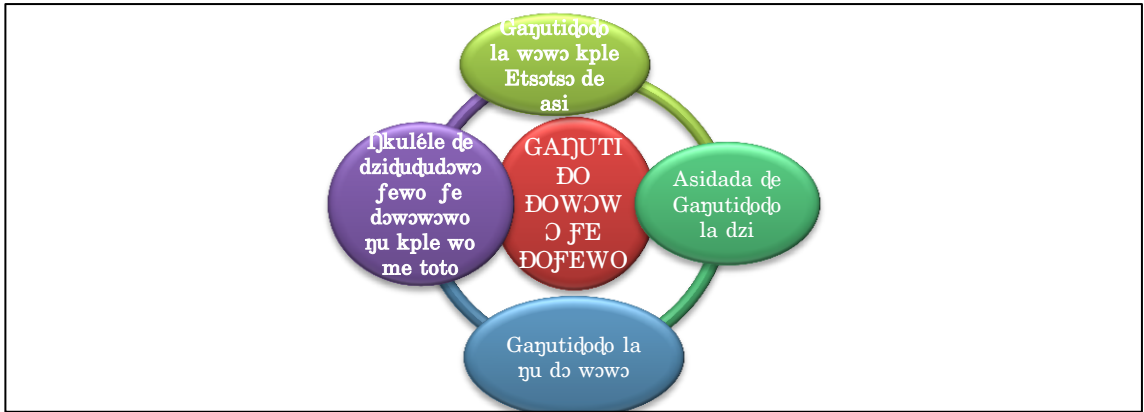 Gaŋutiɖoɖo
la wɔwɔ kple
Etsɔtsɔ de
asi
Ŋkuléle ɖe
dziɖuɖudɔwɔ
ƒewo ƒe
dɔwɔwɔwo
ŋu kple wo
me toto
GAŊUTI
ƉO
ƉOWƆW
Ɔ ƑE
ƉOƑEWO
Asidada ɖe
Gaŋutiɖoɖo
la dzi
Gaŋutiɖoɖo la
ŋu dɔ wɔwɔ